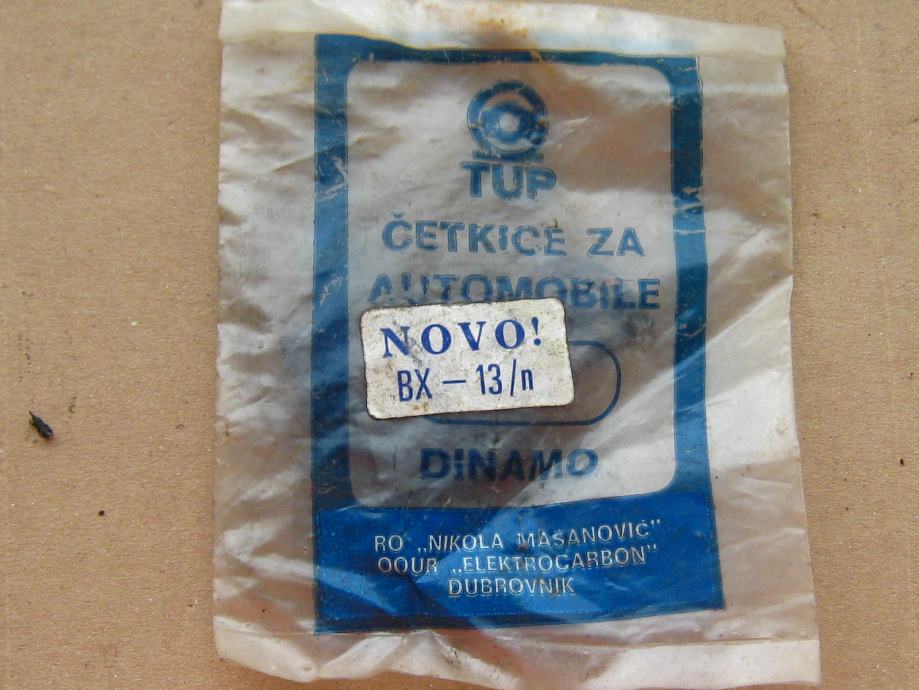 TUP
ČETKICE ZA
AUTOMOBILE
NOVO!
BX – 13/n
DINAMO
RO „NIKOLA MAŠANOVIĆ"
OOUR „ELEKTROCARBON"
DUBROVNIK